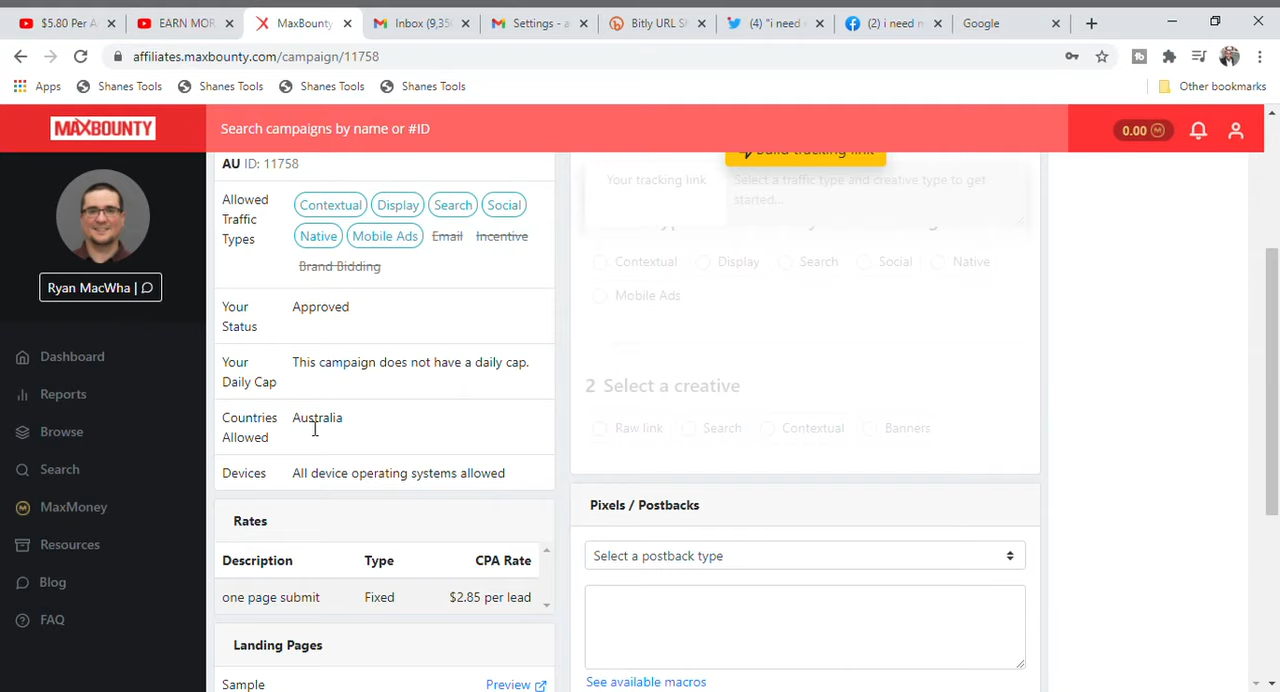 $5.80 Per A
EARN MOR
MaxBounty
Inbox (9,35
Settings - a
Bitly URL Sh
(4) "i need
(2) i need m
Google
affiliates.maxbounty.com/campaign/11758
Apps
Shanes Tools
Shanes Tools
Shanes Tools
Shanes Tools
Other bookmarks
MAXBOUNTY
Search campaigns by name or #ID
0.00
Ryan MacWha |
Dashboard
Reports
Browse
Search
MaxMoney
Resources
Blog
FAQ
AU ID: 11758
Allowed Traffic Types
Contextual Display Search Social
Native Mobile Ads Email Incentive
Brand Bidding
Your Status
Approved
Your Daily Cap
This campaign does not have a daily cap.
Countries Allowed
Australia
Devices
All device operating systems allowed
Rates
Description Type CPA Rate
one page submit Fixed $2.85 per lead
Landing Pages
Sample
Preview
Build tracking link
Your tracking link
Select a traffic type and creative type to get
started...
Contextual Display Search Social Native
Mobile Ads
2 Select a creative
Raw link Search Contextual Banners
Pixels / Postbacks
Select a postback type
See available macros